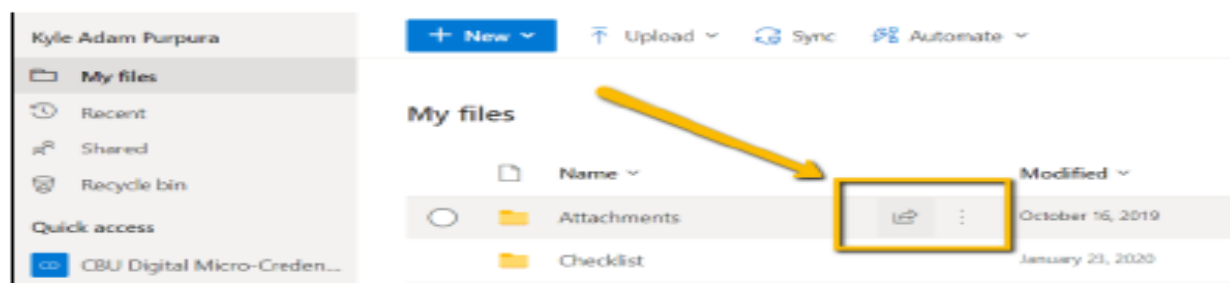 Kyle Adam Purpura
My files
Recent
Shared
Recycle bin
Quick access
CBU Digital Micro-Creden...
+ New Upload Sync Automate
My files
Name Modified
Attachments October 16, 2019
Checklist January 23, 2020